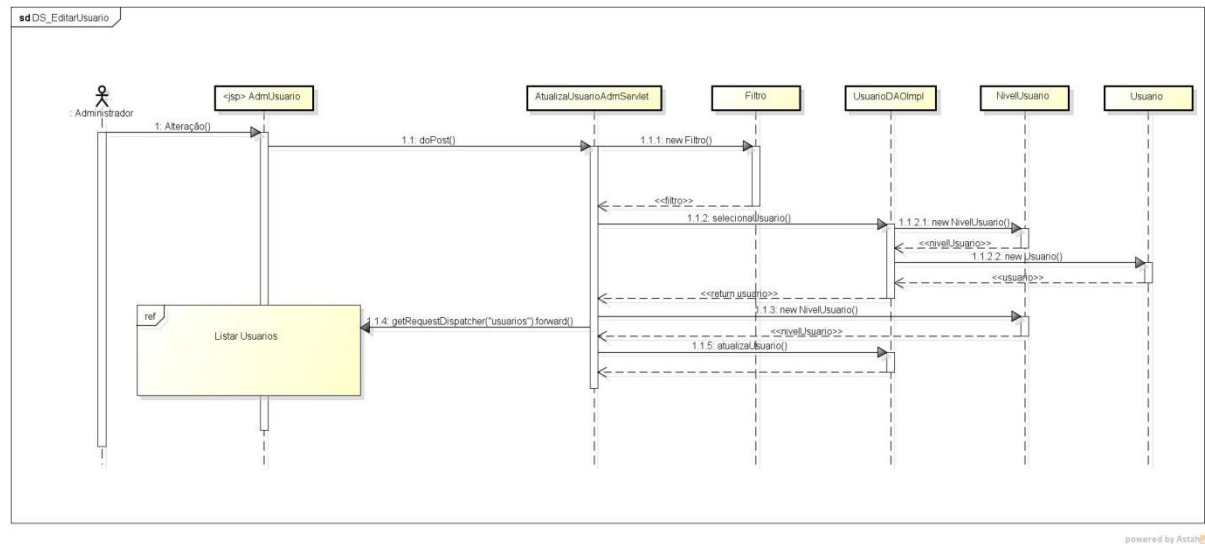 sd DS_EditarUsuario
: Administrador
<jsp> AdmUsuario
AtualizaUsuarioAdmServlet
Filtro
UsuarioDAOImpl
NivelUsuario
Usuario
1: Alteração()
1.1: doPost()
1.1.1: new Filtro()
<<filtro>>
1.1.2: selecionaUsuario()
1.1.2.1: new NivelUsuario()
<<nivelUsuario>>
1.1.2.2: new Usuario()
<<usuario>>
<<return usuario>>
1.1.3: new NivelUsuario()
ref
Listar Usuarios
1.1.4: getRequestDispatcher("usuarios").forward()
<<nivelUsuario>>
1.1.5: atualizaUsuario()
powered by Astah